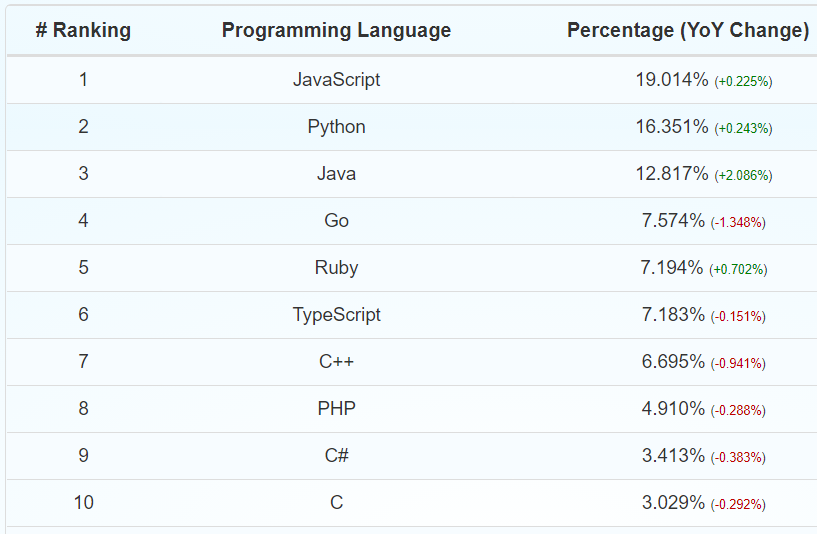 # Ranking Programming Language Percentage (YoY Change)
1 JavaScript 19.014% (+0.225%)
2 Python 16.351% (+0.243%)
3 Java 12.817% (+2.086%)
4 Go 7.574% (-1.348%)
5 Ruby 7.194% (+0.702%)
6 TypeScript 7.183% (-0.151%)
7 C++ 6.695% (-0.941%)
8 PHP 4.910% (-0.288%)
9 C# 3.413% (-0.383%)
10 C 3.029% (-0.292%)